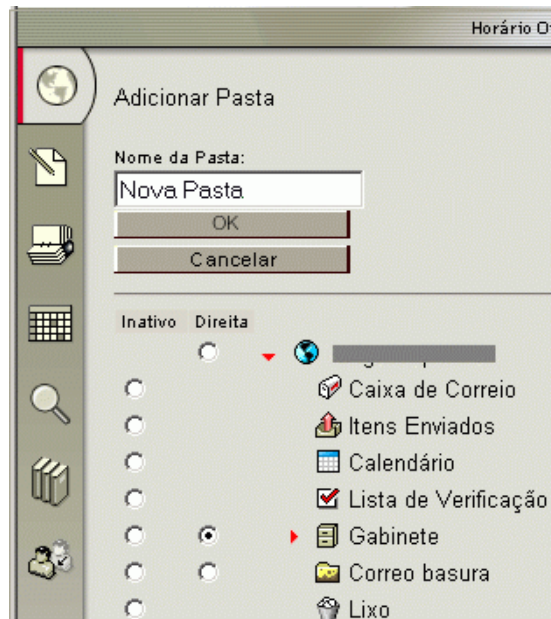 Horário O
Adicionar Pasta
Nome da Pasta:
Nova Pasta
OK
Cancelar
Inativo Direita
Caixa de Correio
Itens Enviados
Calendário
Lista de Verificação
Gabinete
Correo basura
Lixo